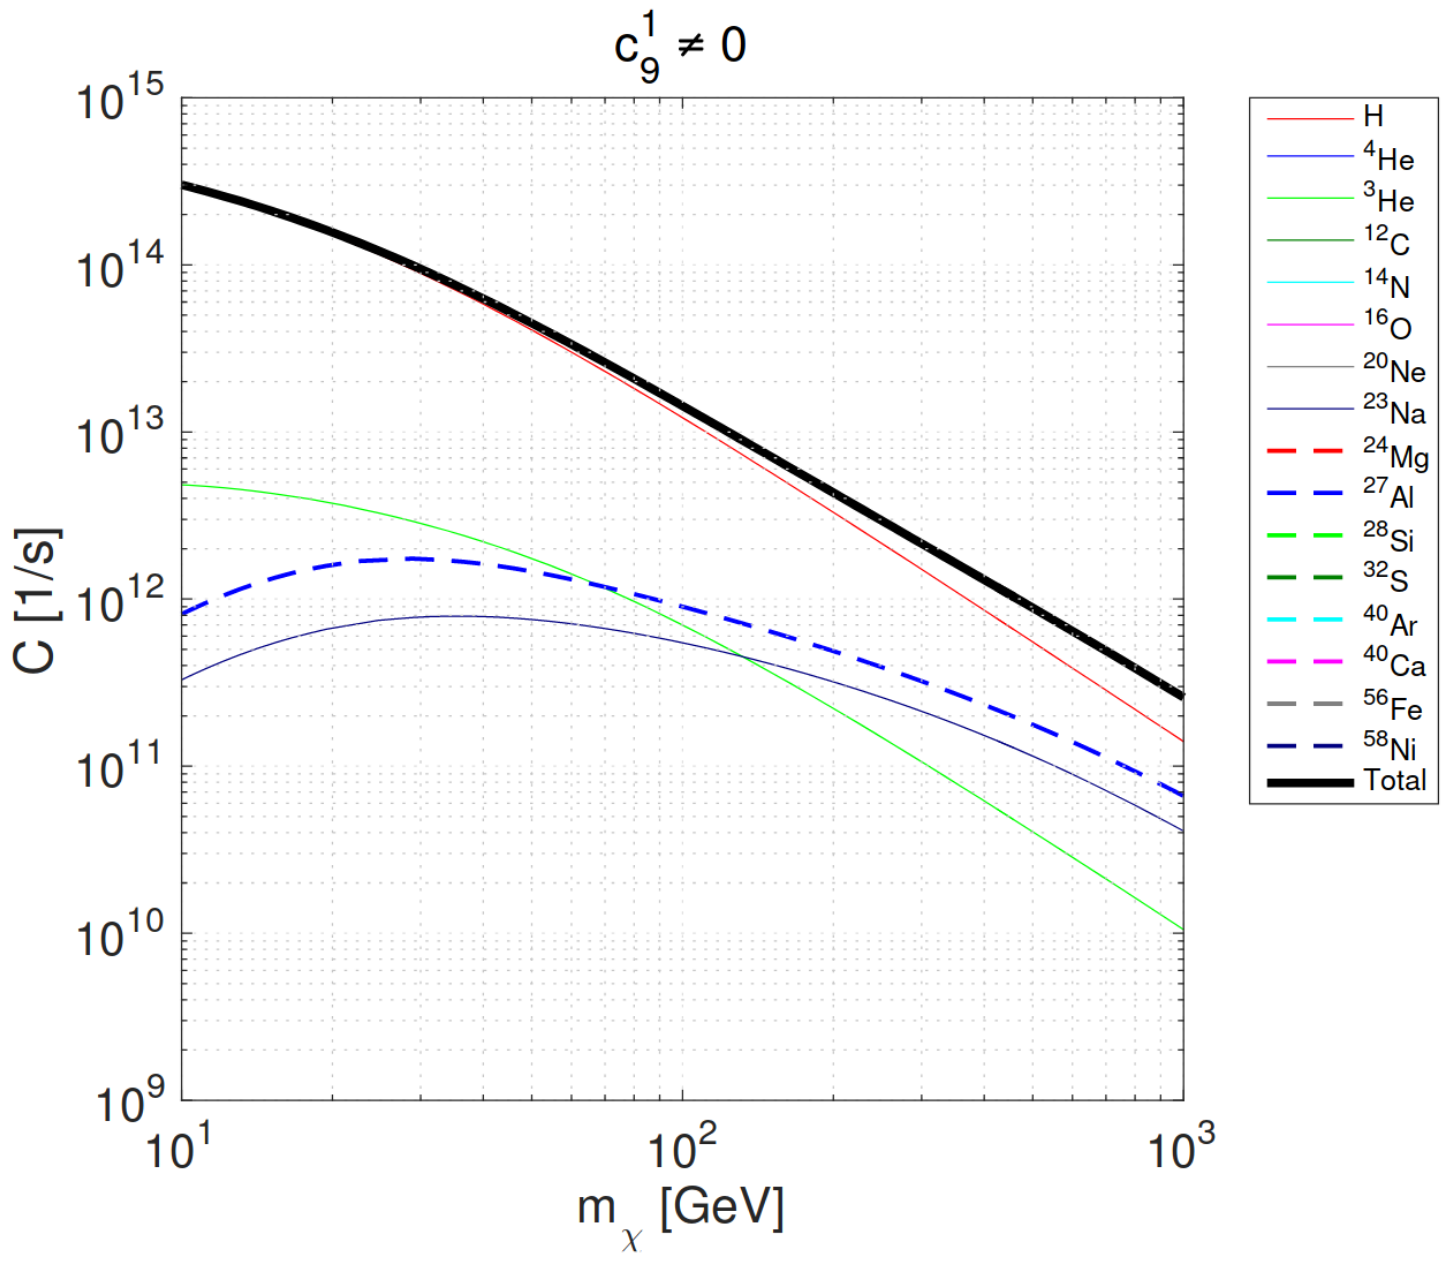 c₉¹ ≠ 0
10¹⁵
10¹⁴
10¹³
10¹²
10¹¹
10¹⁰
10⁹
C [1/s]
10¹ 10² 10³
m_χ [GeV]
H
⁴He
³He
¹²C
¹⁴N
¹⁶O
²⁰Ne
²³Na
²⁴Mg
²⁷Al
²⁸Si
³²S
⁴⁰Ar
⁴⁰Ca
⁵⁶Fe
⁵⁸Ni
Total